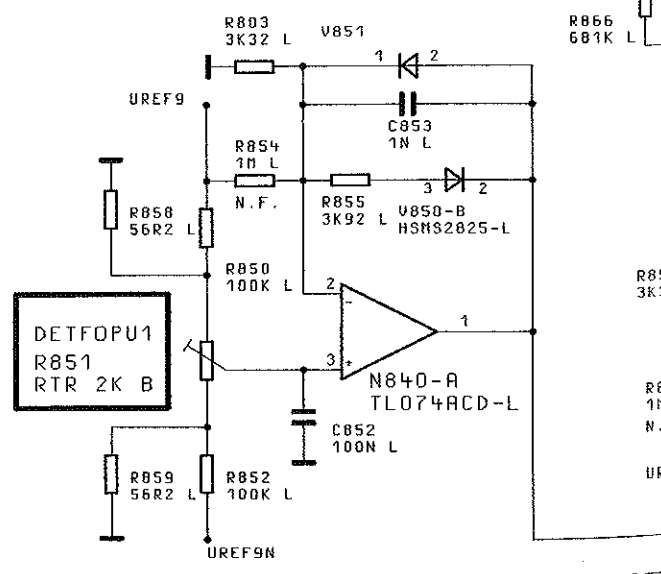 R803
3K32 L
V851
R866
681K L
1
2
UREF9
C853
1N L
R854
1M L
N.F.
R858
56R2 L
R855
3K92 L
3
2
V850-B
HSMS2825-L
R850
100K L
2
-
DETFOPU1
R851
RTR 2K B
1
3
+
N840-A
TL074ACD-L
C852
100N L
R859
56R2 L
R852
100K L
UREF9N
N.